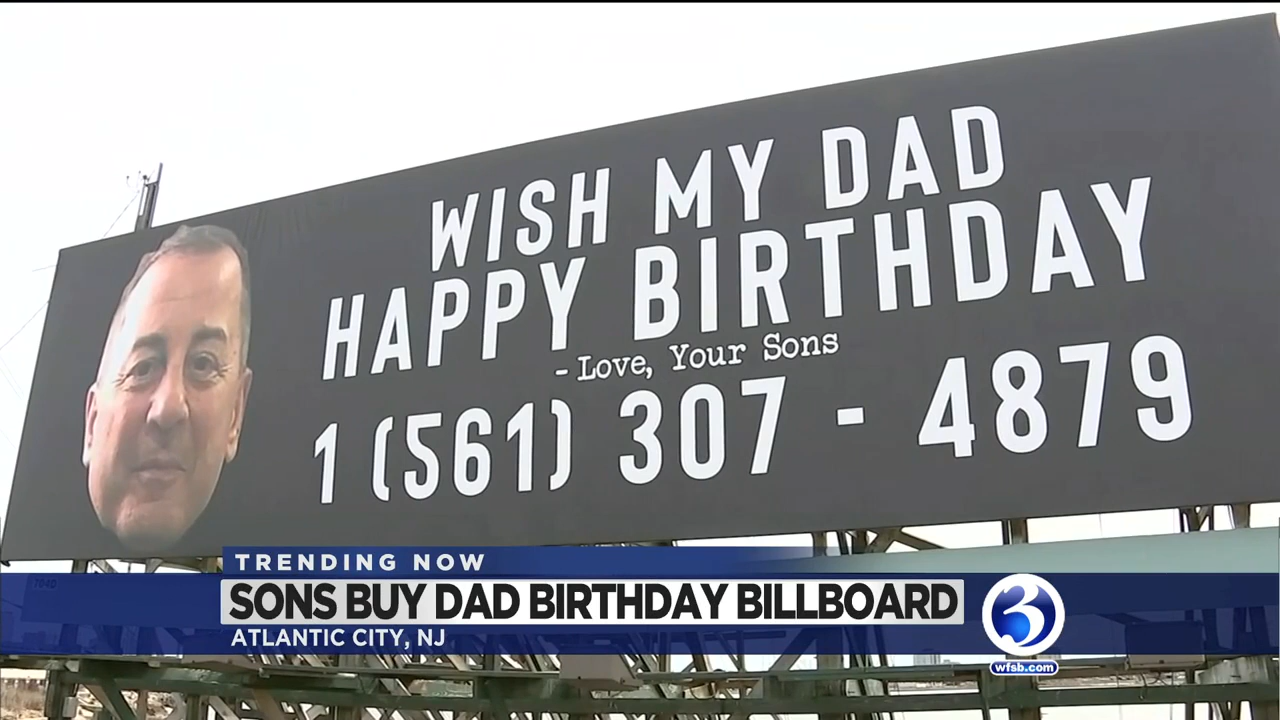 WISH MY DAD
HAPPY BIRTHDAY
- Love, Your Sons
1 (561) 307 - 4879
TRENDING NOW
SONS BUY DAD BIRTHDAY BILLBOARD
ATLANTIC CITY, NJ
3
wfsb.com